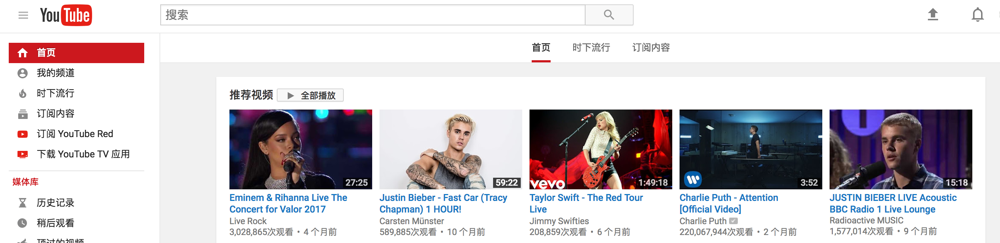 YouTube
搜索
首页
时下流行
订阅内容
首页
我的频道
时下流行
订阅内容
订阅 YouTube Red
下载 YouTube TV 应用
媒体库
历史记录
稍后观看
顶过的视频
推荐视频
全部播放
27:25
Eminem & Rihanna Live The
Concert for Valor 2017
Live Rock
3,028,865次观看 • 4 个月前
59:22
Justin Bieber - Fast Car (Tracy
Chapman) 1 HOUR!
Carsten Münster
589,885次观看 • 10 个月前
vevo
1:49:18
Taylor Swift - The Red Tour
Live
Jimmy Swifties
208,859次观看 • 6 个月前
3:52
Charlie Puth - Attention
[Official Video]
Charlie Puth
220,067,944次观看 • 2 个月前
15:18
JUSTIN BIEBER LIVE Acoustic
BBC Radio 1 Live Lounge
Radioactive MUSIC
1,577,014次观看 • 9 个月前